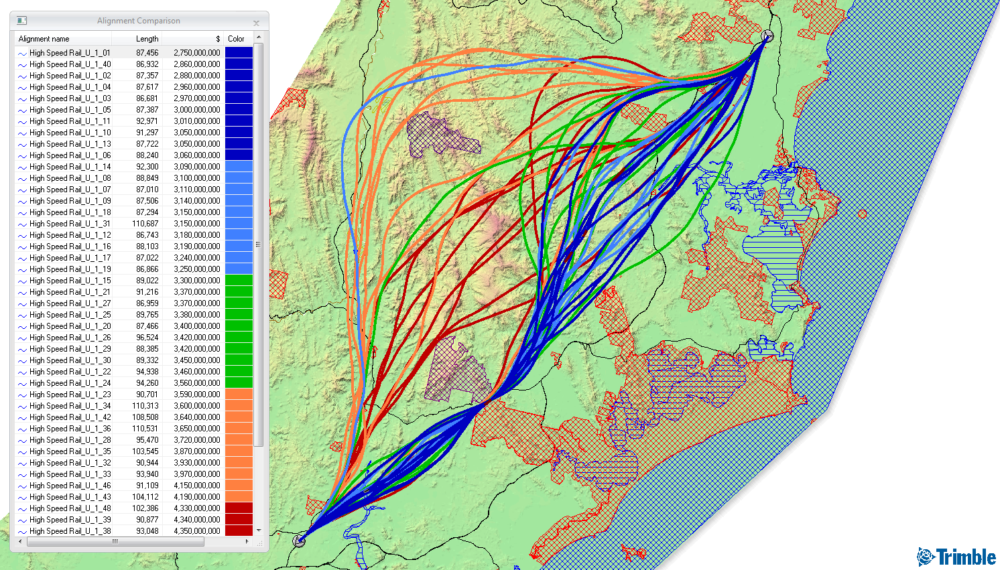 Alignment Comparison
Alignment name Length $ Color
High Speed Rail_U_1_01 87,456 2,750,000,000
High Speed Rail_U_1_40 86,932 2,860,000,000
High Speed Rail_U_1_02 87,357 2,880,000,000
High Speed Rail_U_1_04 87,617 2,960,000,000
High Speed Rail_U_1_03 86,681 2,970,000,000
High Speed Rail_U_1_05 87,387 3,000,000,000
High Speed Rail_U_1_11 92,971 3,010,000,000
High Speed Rail_U_1_10 91,297 3,050,000,000
High Speed Rail_U_1_13 87,722 3,050,000,000
High Speed Rail_U_1_06 88,240 3,060,000,000
High Speed Rail_U_1_14 92,300 3,090,000,000
High Speed Rail_U_1_08 88,849 3,100,000,000
High Speed Rail_U_1_07 87,010 3,110,000,000
High Speed Rail_U_1_09 87,506 3,140,000,000
High Speed Rail_U_1_18 87,294 3,150,000,000
High Speed Rail_U_1_31 110,687 3,150,000,000
High Speed Rail_U_1_12 86,743 3,180,000,000
High Speed Rail_U_1_16 88,103 3,190,000,000
High Speed Rail_U_1_17 87,022 3,240,000,000
High Speed Rail_U_1_19 86,866 3,250,000,000
High Speed Rail_U_1_15 89,022 3,300,000,000
High Speed Rail_U_1_21 91,216 3,370,000,000
High Speed Rail_U_1_27 86,959 3,370,000,000
High Speed Rail_U_1_25 89,765 3,380,000,000
High Speed Rail_U_1_20 87,466 3,400,000,000
High Speed Rail_U_1_26 96,524 3,420,000,000
High Speed Rail_U_1_29 88,385 3,420,000,000
High Speed Rail_U_1_30 89,332 3,450,000,000
High Speed Rail_U_1_22 94,938 3,460,000,000
High Speed Rail_U_1_24 94,260 3,560,000,000
High Speed Rail_U_1_23 90,701 3,590,000,000
High Speed Rail_U_1_34 110,313 3,600,000,000
High Speed Rail_U_1_42 108,508 3,640,000,000
High Speed Rail_U_1_36 110,531 3,650,000,000
High Speed Rail_U_1_28 95,470 3,720,000,000
High Speed Rail_U_1_35 103,545 3,870,000,000
High Speed Rail_U_1_32 90,944 3,930,000,000
High Speed Rail_U_1_33 93,940 3,970,000,000
High Speed Rail_U_1_46 91,109 4,150,000,000
High Speed Rail_U_1_43 104,112 4,190,000,000
High Speed Rail_U_1_48 102,386 4,330,000,000
High Speed Rail_U_1_39 90,877 4,340,000,000
High Speed Rail_U_1_38 93,048 4,350,000,000
Trimble